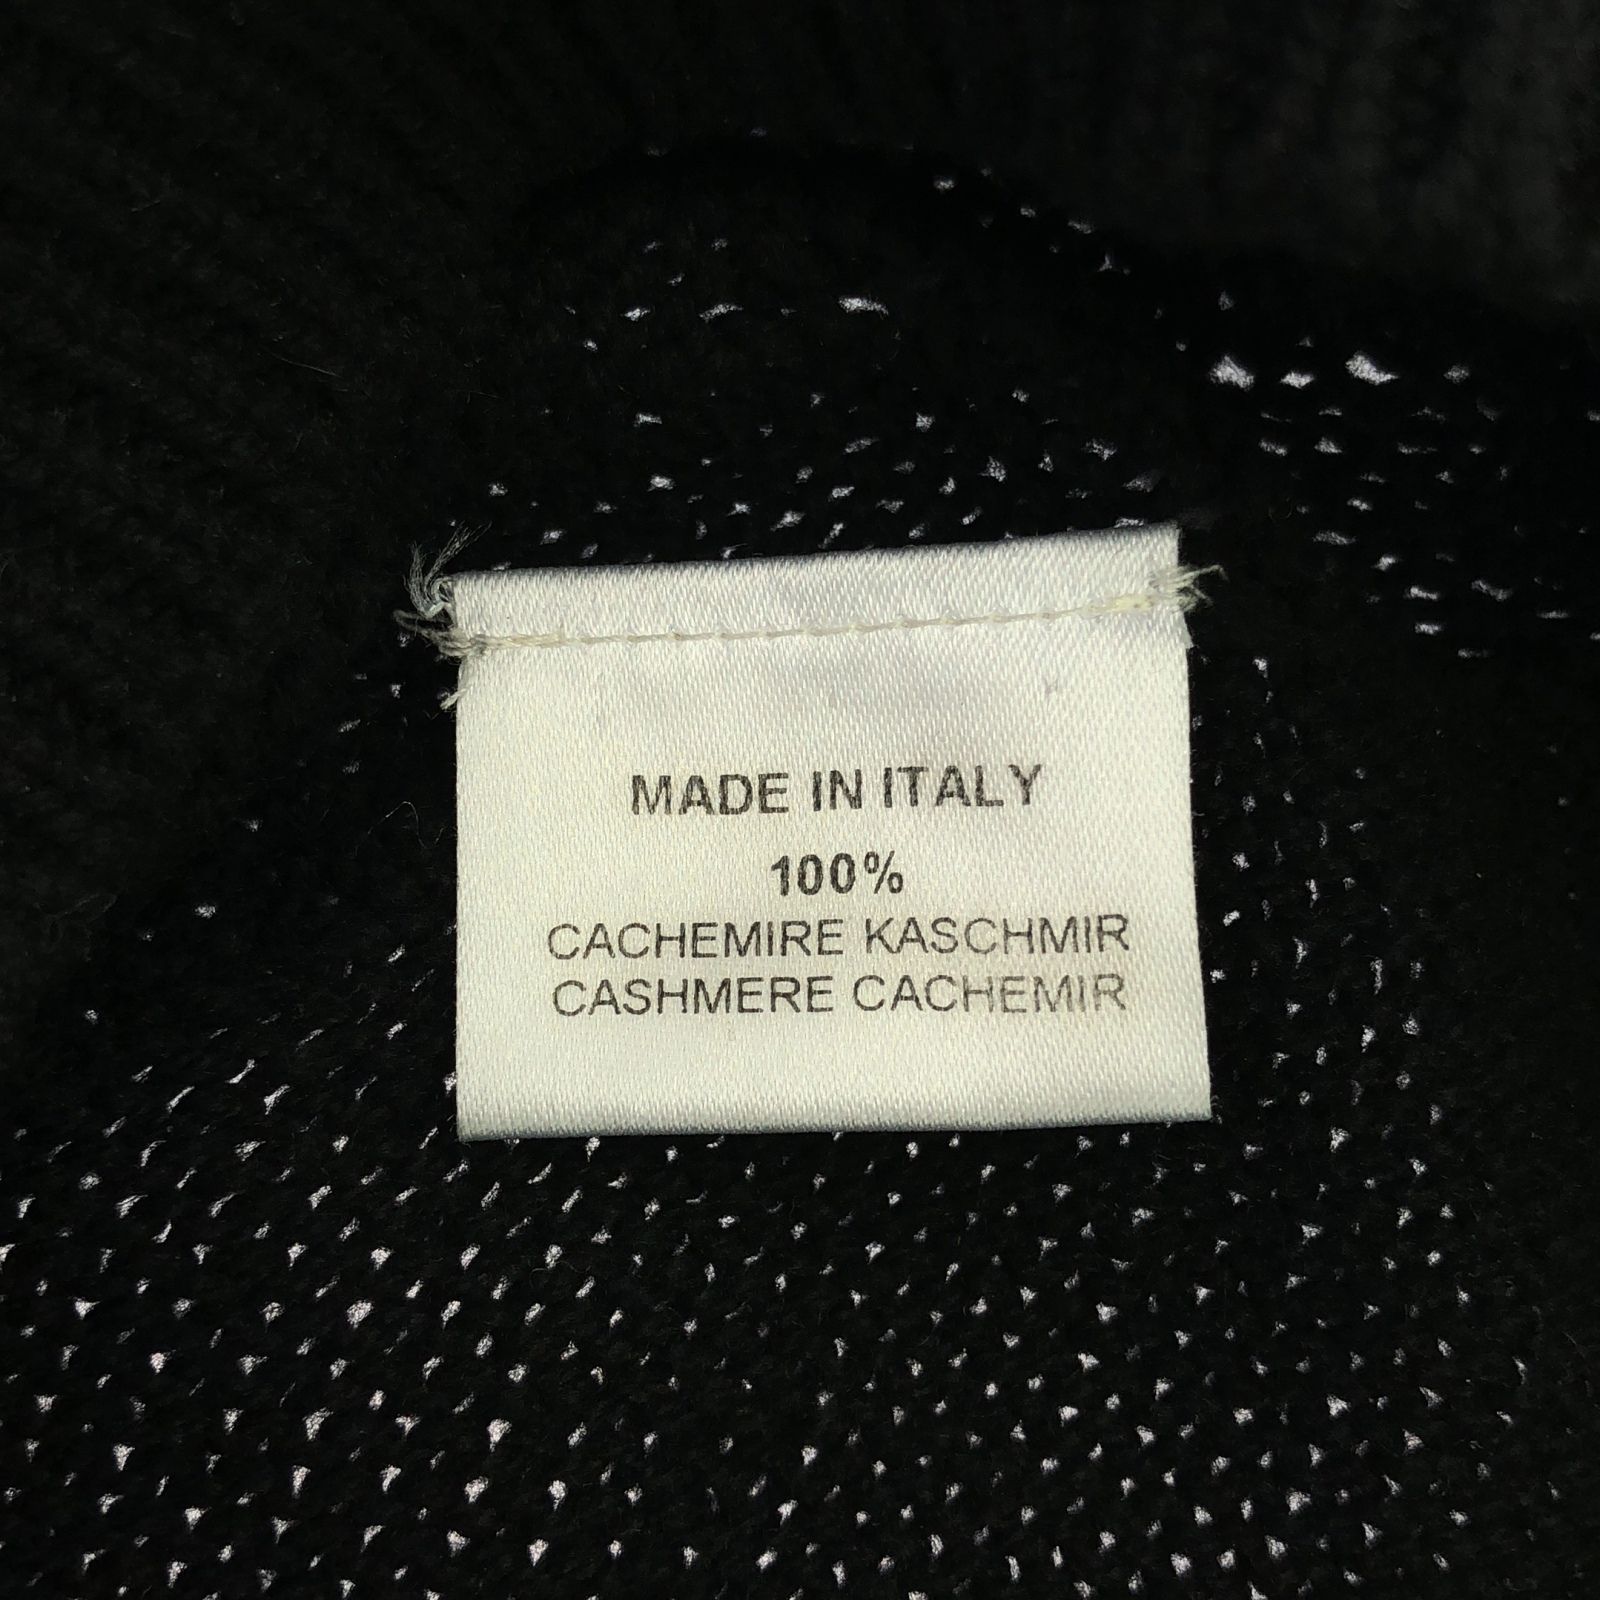 MADE IN ITALY
100%
CACHEMIRE KASCHMIR
CASHMERE CACHEMIR